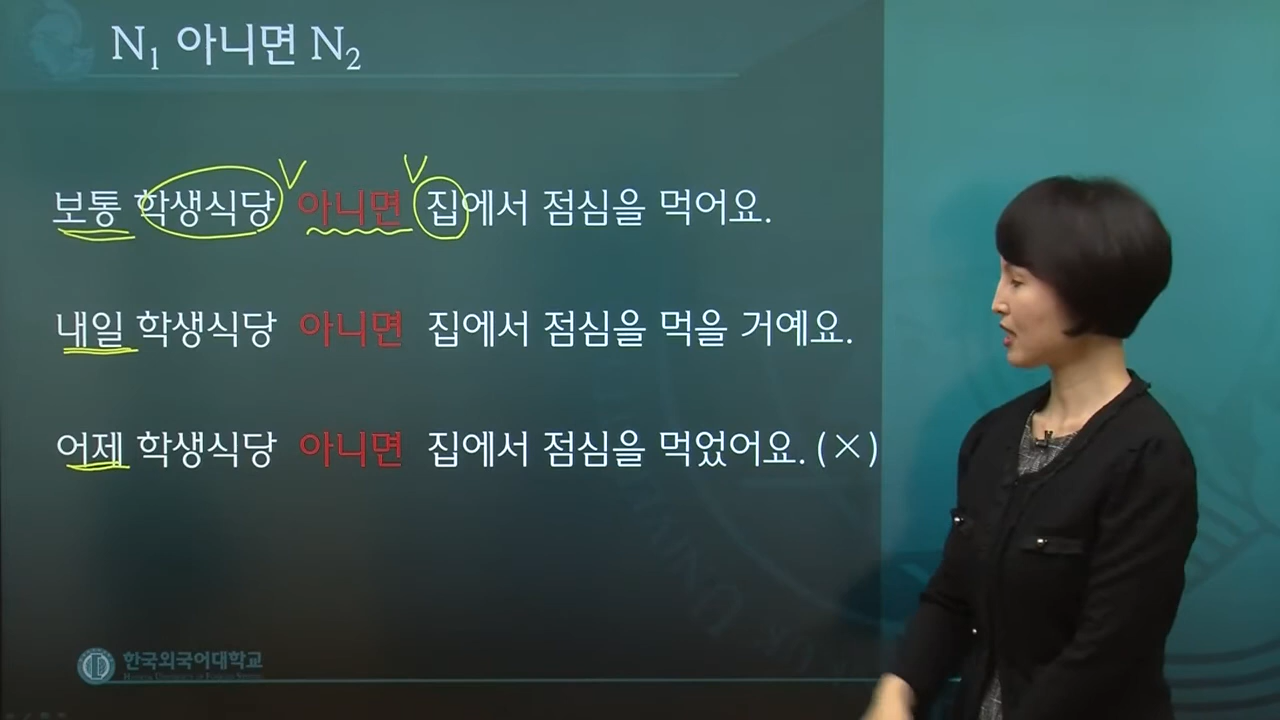 N₁ 아니면 N₂
보통 학생식당 아니면 집에서 점심을 먹어요.
내일 학생식당 아니면 집에서 점심을 먹을 거예요.
어제 학생식당 아니면 집에서 점심을 먹었어요. (×)
한국외국어대학교